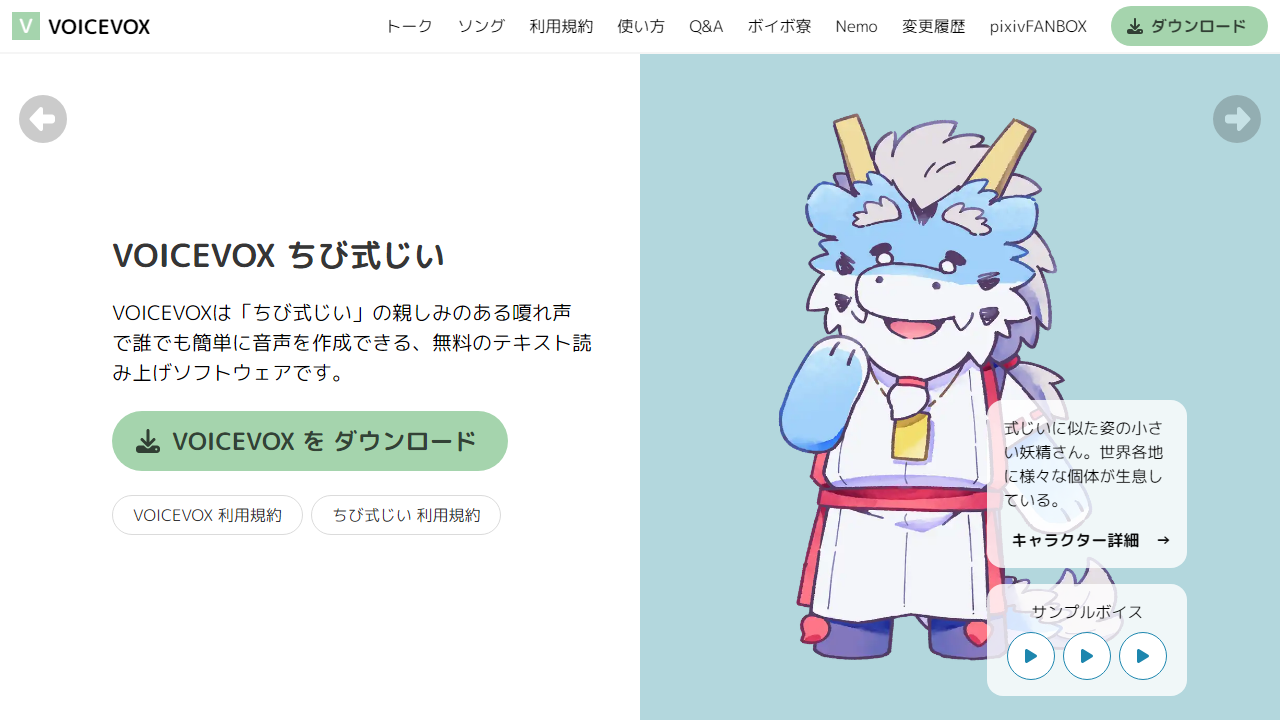 V VOICEVOX
トーク ソング 利用規約 使い方 Q&A ボイボ寮 Nemo 変更履歴 pixivFANBOX ダウンロード
VOICEVOX ちび式じい
VOICEVOXは「ちび式じい」の親しみのある嗄れ声
で誰でも簡単に音声を作成できる、無料のテキスト読
み上げソフトウェアです。
VOICEVOX を ダウンロード
VOICEVOX 利用規約 ちび式じい 利用規約
式じいに似た姿の小さ
い妖精さん。世界各地
に様々な個体が生息し
ている。
キャラクター詳細 →
サンプルボイス